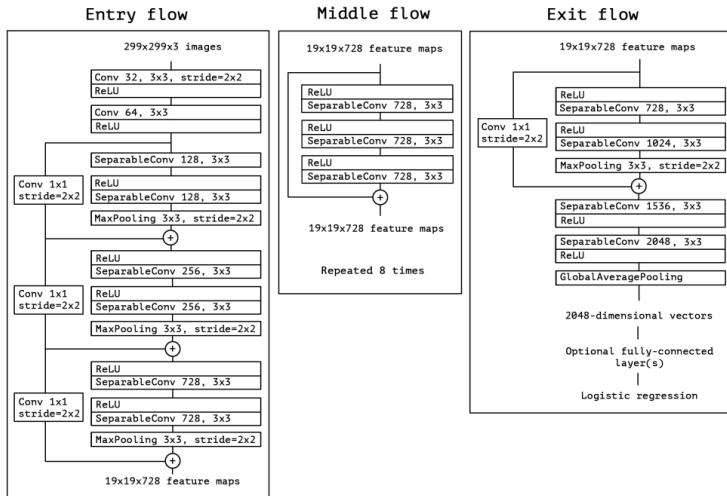 Entry flow
299x299x3 images
Conv 32, 3x3, stride=2x2
ReLU
Conv 64, 3x3
ReLU
SeparableConv 128, 3x3
Conv 1x1
stride=2x2
ReLU
SeparableConv 128, 3x3
MaxPooling 3x3, stride=2x2
+
ReLU
SeparableConv 256, 3x3
Conv 1x1
stride=2x2
ReLU
SeparableConv 256, 3x3
MaxPooling 3x3, stride=2x2
+
ReLU
SeparableConv 728, 3x3
Conv 1x1
stride=2x2
ReLU
SeparableConv 728, 3x3
MaxPooling 3x3, stride=2x2
+
19x19x728 feature maps
Middle flow
19x19x728 feature maps
ReLU
SeparableConv 728, 3x3
ReLU
SeparableConv 728, 3x3
ReLU
SeparableConv 728, 3x3
+
19x19x728 feature maps
Repeated 8 times
Exit flow
19x19x728 feature maps
ReLU
SeparableConv 728, 3x3
Conv 1x1
stride=2x2
ReLU
SeparableConv 1024, 3x3
MaxPooling 3x3, stride=2x2
+
SeparableConv 1536, 3x3
ReLU
SeparableConv 2048, 3x3
ReLU
GlobalAveragePooling
2048-dimensional vectors
Optional fully-connected
layer(s)
Logistic regression